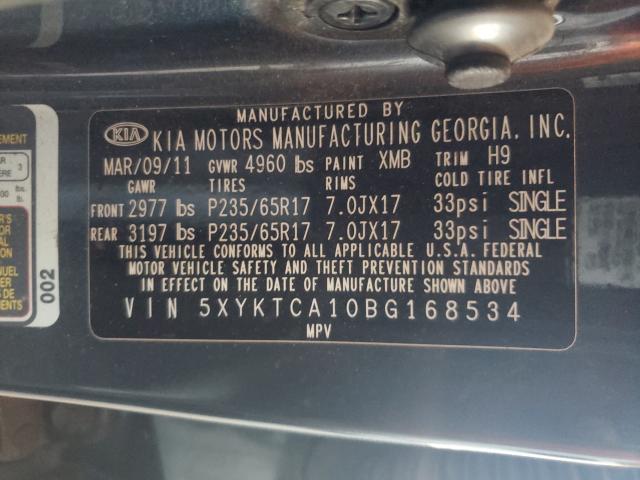 MANUFACTURED BY
KIA KIA MOTORS MANUFACTURING GEORGIA, INC.
MAR/09/11 GVWR 4960 lbs PAINT XMB TRIM H9
GAWR TIRES RIMS COLD TIRE INFL
FRONT 2977 lbs P235/65R17 7.0JX17 33psi SINGLE
REAR 3197 lbs P235/65R17 7.0JX17 33psi SINGLE
THIS VEHICLE CONFORMS TO ALL APPLICABLE U.S.A. FEDERAL
MOTOR VEHICLE SAFETY AND THEFT PREVENTION STANDARDS
IN EFFECT ON THE DATE OF MANUFACTURE SHOWN ABOVE
VIN 5XYKTCA10BG168534
MPV
3
002